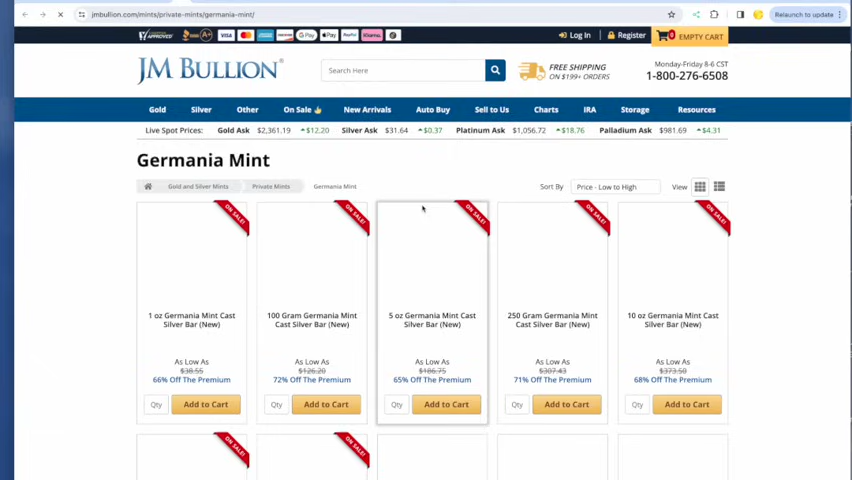 jmbullion.com/mints/private-mints/germania-mint/
Relaunch to update
APPROVED
VISA
G Pay
Pay
PayPal
Klarna
Log In
Register
0 EMPTY CART
JM BULLION®
Search Here
FREE SHIPPING
ON $199+ ORDERS
Monday-Friday 8-6 CST
1-800-276-6508
Gold Silver Other On Sale New Arrivals Auto Buy Sell to Us Charts IRA Storage Resources
Live Spot Prices: Gold Ask $2,361.19 $12.20 Silver Ask $31.64 $0.37 Platinum Ask $1,056.72 $18.76 Palladium Ask $981.69 $4.31
Germania Mint
Gold and Silver Mints Private Mints Germania Mint
Sort By Price - Low to High View
ON SALE! ON SALE! ON SALE! ON SALE! ON SALE!
1 oz Germania Mint Cast
Silver Bar (New)
As Low As
$38.55
66% Off The Premium
Qty Add to Cart
100 Gram Germania Mint
Cast Silver Bar (New)
As Low As
$126.20
72% Off The Premium
Qty Add to Cart
5 oz Germania Mint Cast
Silver Bar (New)
As Low As
$186.75
65% Off The Premium
Qty Add to Cart
250 Gram Germania Mint
Cast Silver Bar (New)
As Low As
$307.43
71% Off The Premium
Qty Add to Cart
10 oz Germania Mint Cast
Silver Bar (New)
As Low As
$373.50
68% Off The Premium
Qty Add to Cart
ON SALE! ON SALE!